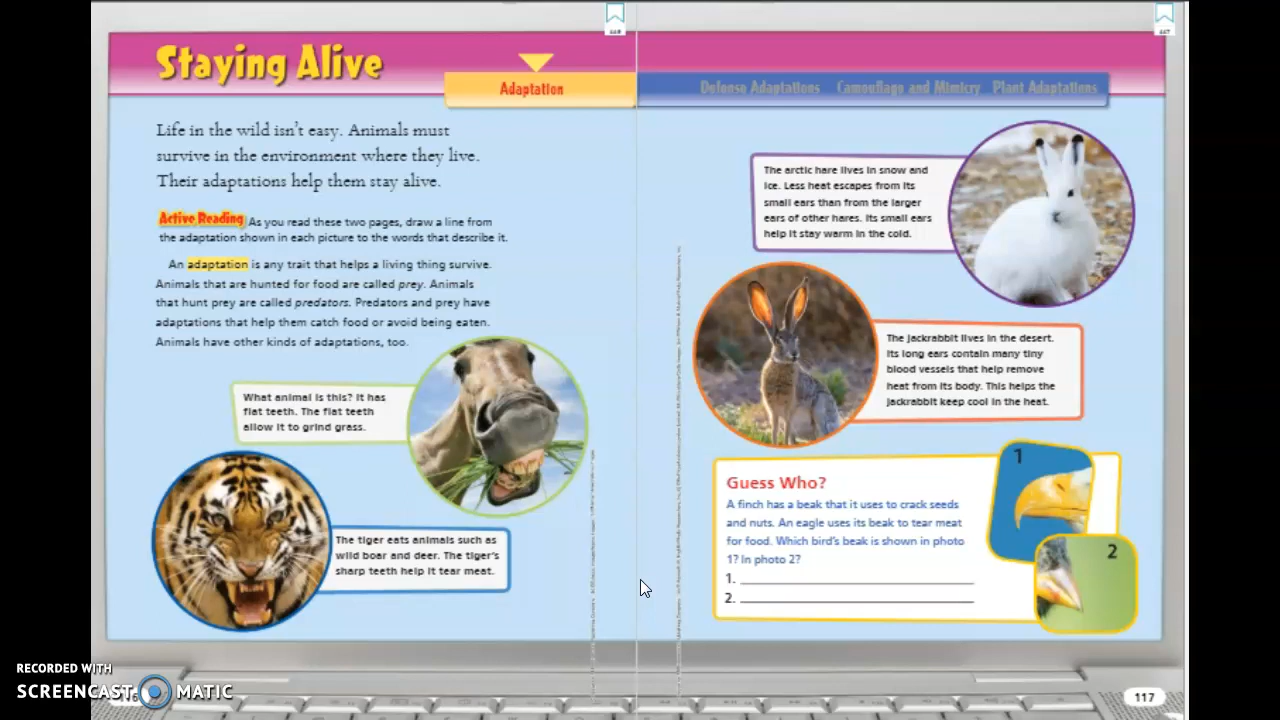 Staying Alive
Adaptation
Defense Adaptations Camouflage and Mimicry Plant Adaptations
Life in the wild isn't easy. Animals must
survive in the environment where they live.
Their adaptations help them stay alive.
Active Reading As you read these two pages, draw a line from
the adaptation shown in each picture to the words that describe it.
An adaptation is any trait that helps a living thing survive.
Animals that are hunted for food are called prey. Animals
that hunt prey are called predators. Predators and prey have
adaptations that help them catch food or avoid being eaten.
Animals have other kinds of adaptations, too.
What animal is this? It has
flat teeth. The flat teeth
allow it to grind grass.
The tiger eats animals such as
wild boar and deer. The tiger's
sharp teeth help it tear meat.
The arctic hare lives in snow and
ice. Less heat escapes from its
small ears than from the larger
ears of other hares. Its small ears
help it stay warm in the cold.
The jackrabbit lives in the desert.
Its long ears contain many tiny
blood vessels that help remove
heat from its body. This helps the
jackrabbit keep cool in the heat.
Guess Who?
A finch has a beak that it uses to crack seeds
and nuts. An eagle uses its beak to tear meat
for food. Which bird's beak is shown in photo
1? In photo 2?
1.
2.
1
2
RECORDED WITH
SCREENCAST MATIC
117